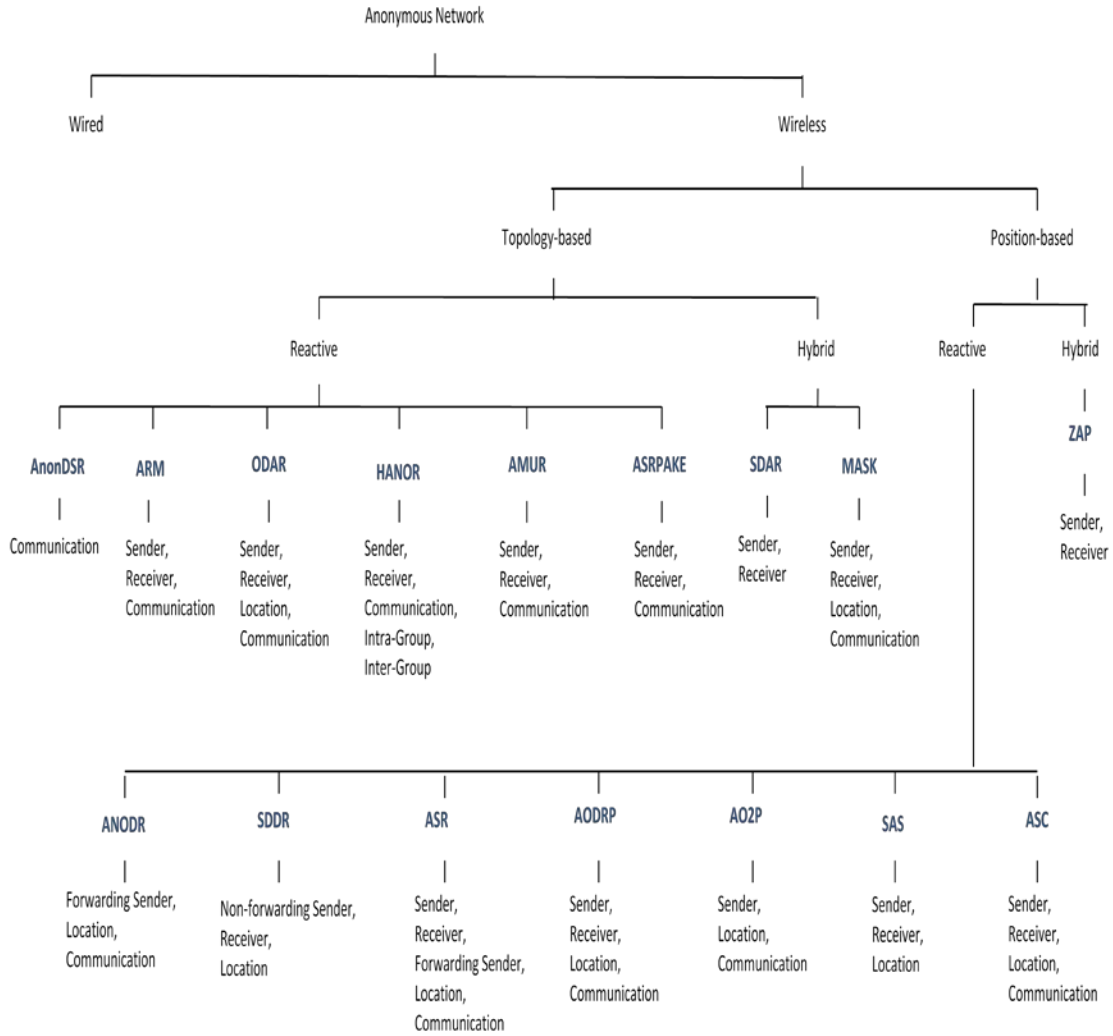 Anonymous Network
Wired
Wireless
Topology-based
Position-based
Reactive
Hybrid
Reactive
Hybrid
AnonDSR
ARM
ODAR
HANOR
AMUR
ASRPAKE
SDAR
MASK
ZAP
Communication
Sender,
Receiver,
Communication
Sender,
Receiver,
Location,
Communication
Sender,
Receiver,
Communication,
Intra-Group,
Inter-Group
Sender,
Receiver,
Communication
Sender,
Receiver,
Communication
Sender,
Receiver
Sender,
Receiver,
Location,
Communication
Sender,
Receiver
ANODR
SDDR
ASR
AODRP
AO2P
SAS
ASC
Forwarding Sender,
Location,
Communication
Non-forwarding Sender,
Receiver,
Location
Sender,
Receiver,
Forwarding Sender,
Location,
Communication
Sender,
Receiver,
Location,
Communication
Sender,
Location,
Communication
Sender,
Receiver,
Location
Sender,
Receiver,
Location,
Communication